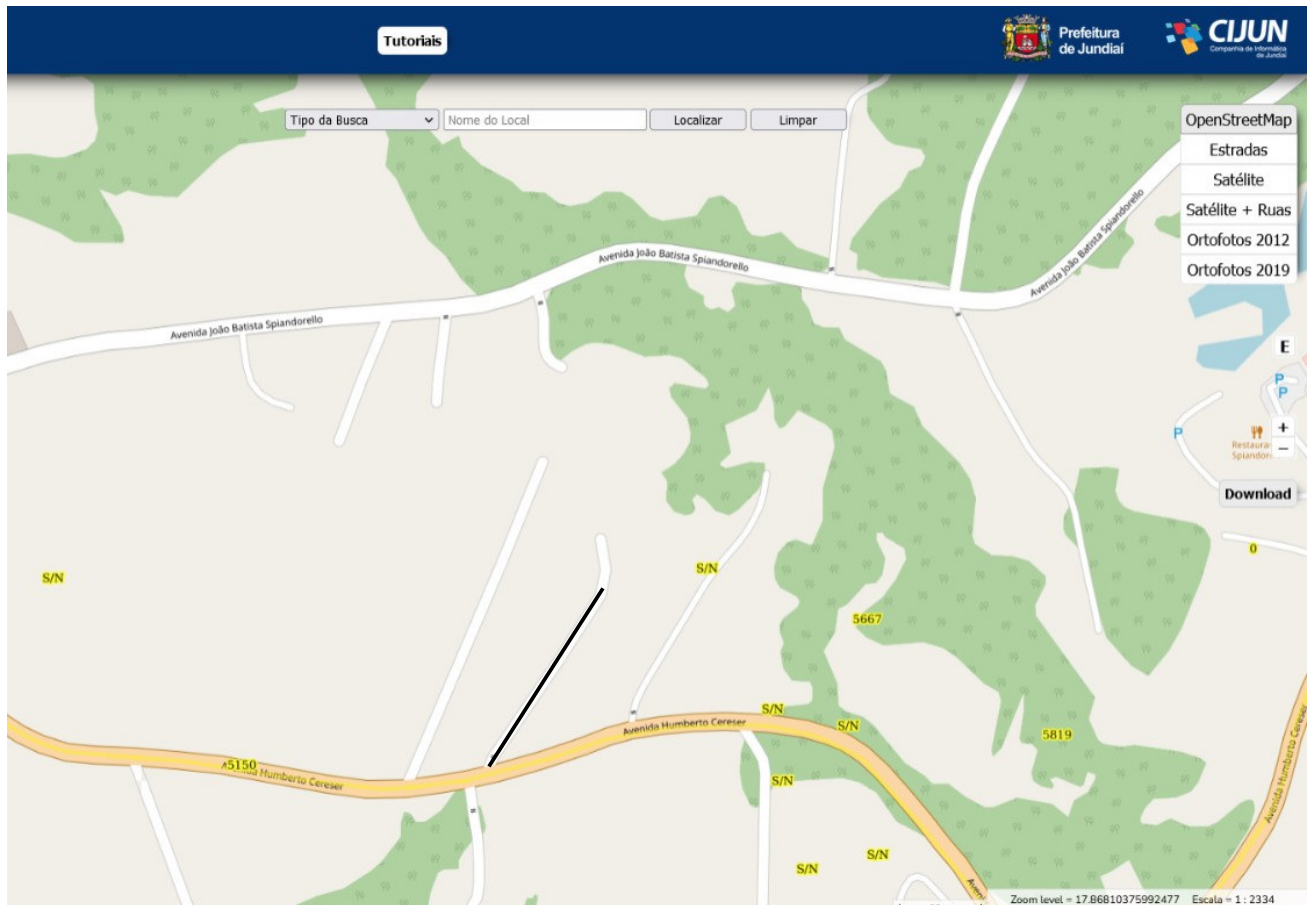 Tutoriais
Prefeitura
de Jundiaí
CIJUN
Companhia de Informática
de Jundiaí
Tipo da Busca
Nome do Local
Localizar
Limpar
OpenStreetMap
Estradas
Satélite
Satélite + Ruas
Ortofotos 2012
Ortofotos 2019
Avenida João Batista Spiandorello
Avenida João Batista Spiandorello
Avenida João Batista Spiandorello
E
P
P
P
+
−
Download
0
S/N
S/N
5667
S/N
S/N
5819
Avenida Humberto Cereser
5150
Humberto Cereser
S/N
Avenida Humberto Cereser
S/N
S/N
Zoom level = 17.86810375992477
Escala = 1 : 2334